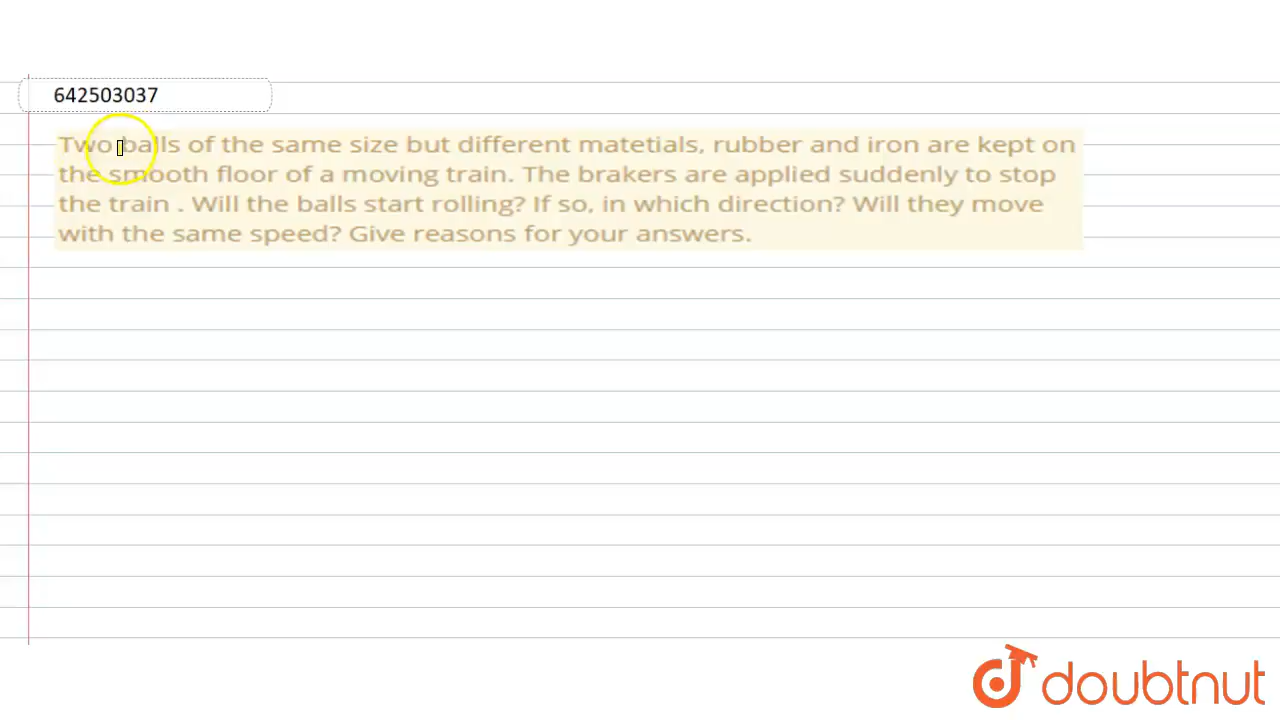 642503037
Two balls of the same size but different matetials, rubber and iron are kept on
the smooth floor of a moving train. The brakers are applied suddenly to stop
the train . Will the balls start rolling? If so, in which direction? Will they move
with the same speed? Give reasons for your answers.
doubtnut